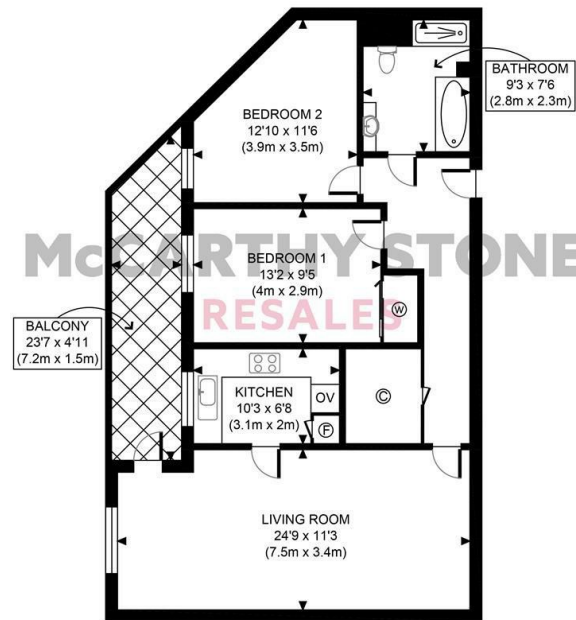 BATHROOM
9'3 x 7'6
(2.8m x 2.3m)
BEDROOM 2
12'10 x 11'6
(3.9m x 3.5m)
McCARTHY STONE
RESALES
BEDROOM 1
13'2 x 9'5
(4m x 2.9m)
W
BALCONY
23'7 x 4'11
(7.2m x 1.5m)
KITCHEN
10'3 x 6'8
(3.1m x 2m)
OV
F
C
LIVING ROOM
24'9 x 11'3
(7.5m x 3.4m)